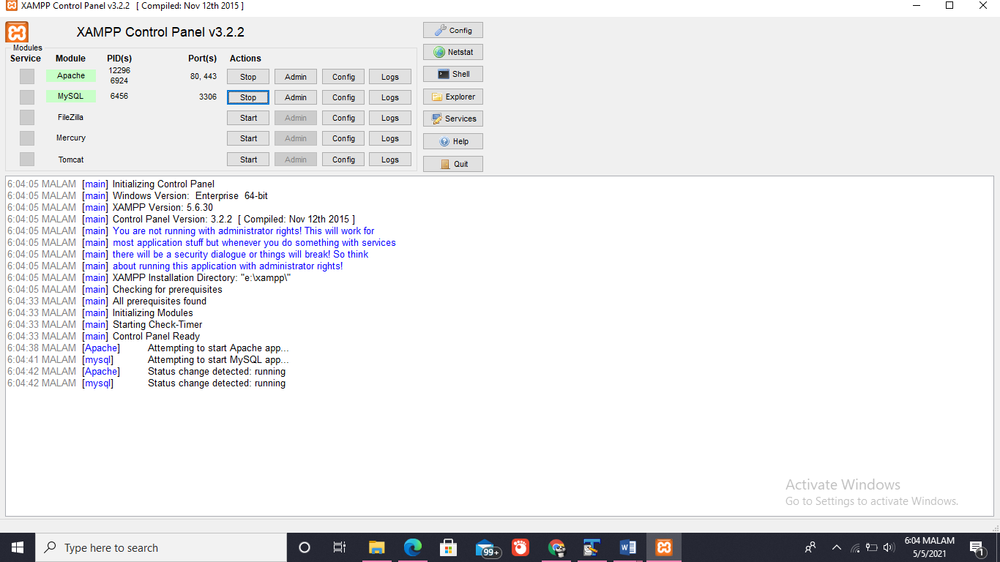 XAMPP Control Panel v3.2.2 [ Compiled: Nov 12th 2015 ]
XAMPP Control Panel v3.2.2
Modules
Service Module PID(s) Port(s) Actions
Apache 12296 6924 80, 443 Stop Admin Config Logs
MySQL 6456 3306 Stop Admin Config Logs
FileZilla Start Admin Config Logs
Mercury Start Admin Config Logs
Tomcat Start Admin Config Logs
Config
Netstat
Shell
Explorer
Services
Help
Quit
6:04:05 MALAM [main] Initializing Control Panel
6:04:05 MALAM [main] Windows Version: Enterprise 64-bit
6:04:05 MALAM [main] XAMPP Version: 5.6.30
6:04:05 MALAM [main] Control Panel Version: 3.2.2 [ Compiled: Nov 12th 2015 ]
6:04:05 MALAM [main] You are not running with administrator rights! This will work for
6:04:05 MALAM [main] most application stuff but whenever you do something with services
6:04:05 MALAM [main] there will be a security dialogue or things will break! So think
6:04:05 MALAM [main] about running this application with administrator rights!
6:04:05 MALAM [main] XAMPP Installation Directory: "e:\xampp\"
6:04:05 MALAM [main] Checking for prerequisites
6:04:33 MALAM [main] All prerequisites found
6:04:33 MALAM [main] Initializing Modules
6:04:33 MALAM [main] Starting Check-Timer
6:04:33 MALAM [main] Control Panel Ready
6:04:38 MALAM [Apache] Attempting to start Apache app...
6:04:41 MALAM [mysql] Attempting to start MySQL app...
6:04:42 MALAM [Apache] Status change detected: running
6:04:42 MALAM [mysql] Status change detected: running
Activate Windows
Go to Settings to activate Windows.
Type here to search
99+
6:04 MALAM
5/5/2021
1